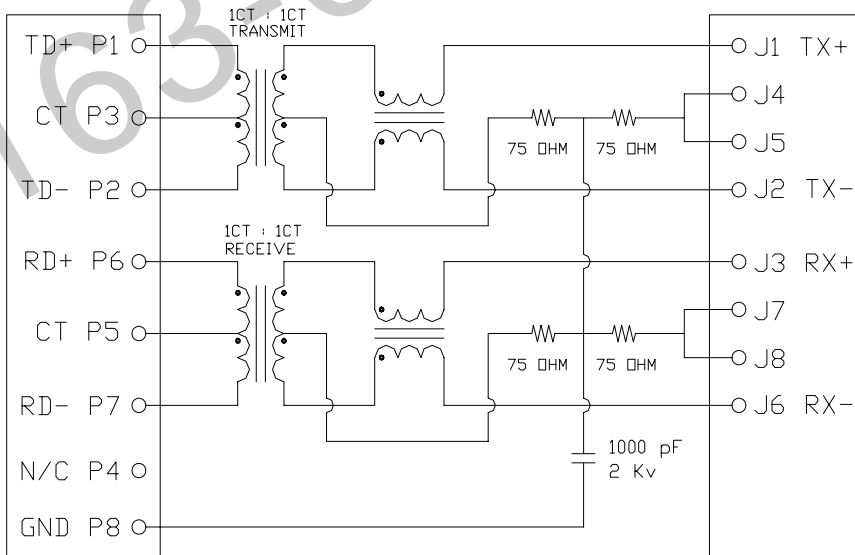 1CT : 1CT
TRANSMIT
TD+ P1
J1 TX+
J4
CT P3
75 OHM
75 OHM
J5
TD- P2
J2 TX-
1CT : 1CT
RECEIVE
RD+ P6
J3 RX+
J7
CT P5
75 OHM
75 OHM
J8
RD- P7
J6 RX-
1000 pF
2 Kv
N/C P4
GND P8